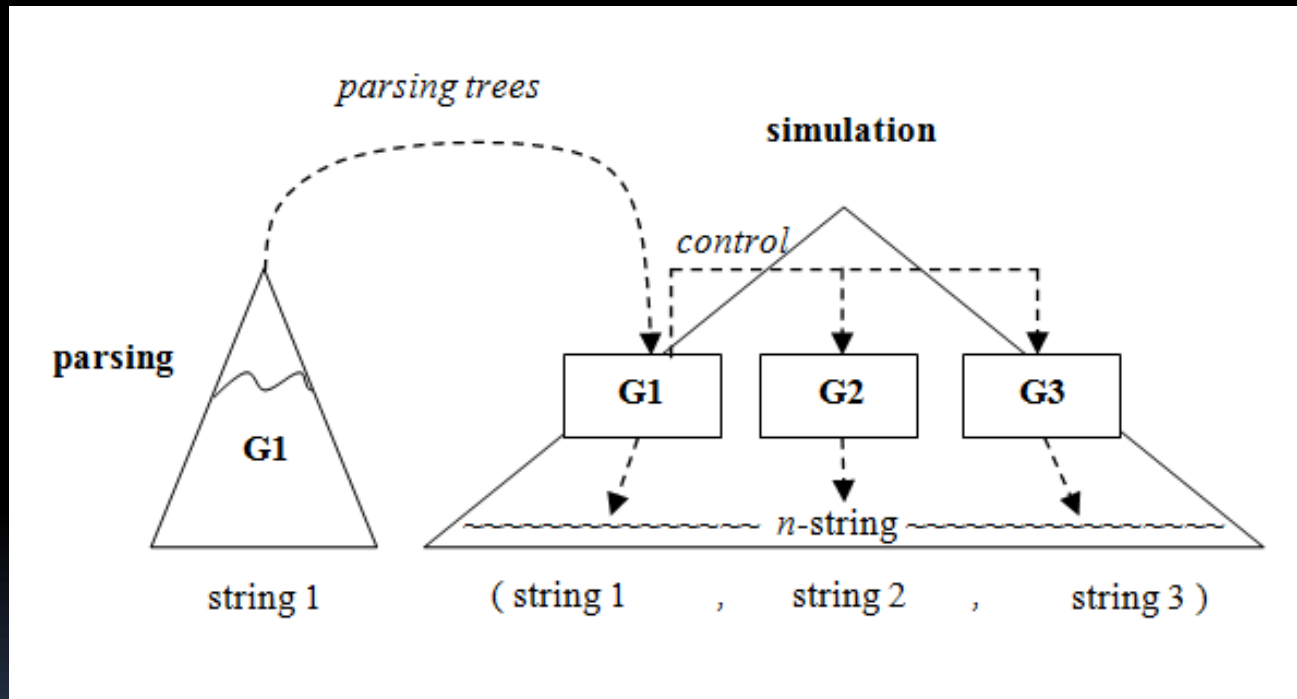 parsing trees
simulation
control
parsing
G1 G2 G3
G1
n-string
string 1 ( string 1 , string 2 , string 3 )